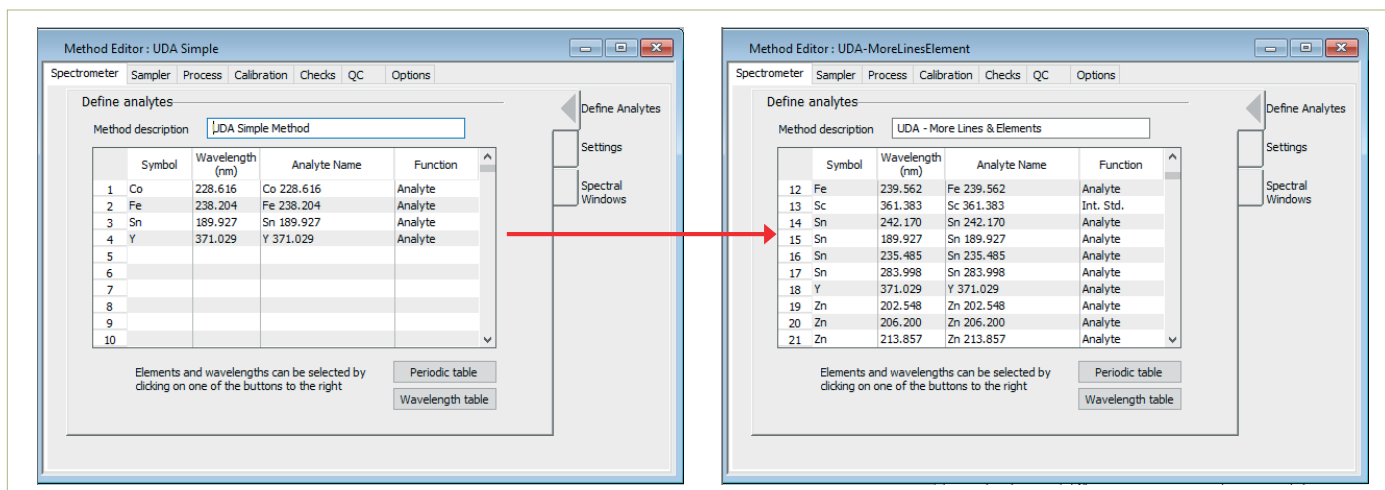 Method Editor : UDA Simple
Spectrometer Sampler Process Calibration Checks QC Options
Define analytes
Method description UDA Simple Method
Symbol Wavelength (nm) Analyte Name Function
1 Co 228.616 Co 228.616 Analyte
2 Fe 238.204 Fe 238.204 Analyte
3 Sn 189.927 Sn 189.927 Analyte
4 Y 371.029 Y 371.029 Analyte
5
6
7
8
9
10
Elements and wavelengths can be selected by
clicking on one of the buttons to the right
Periodic table
Wavelength table
Define Analytes
Settings
Spectral
Windows
Method Editor : UDA-MoreLinesElement
Spectrometer Sampler Process Calibration Checks QC Options
Define analytes
Method description UDA - More Lines & Elements
Symbol Wavelength (nm) Analyte Name Function
12 Fe 239.562 Fe 239.562 Analyte
13 Sc 361.383 Sc 361.383 Int. Std.
14 Sn 242.170 Sn 242.170 Analyte
15 Sn 189.927 Sn 189.927 Analyte
16 Sn 235.485 Sn 235.485 Analyte
17 Sn 283.998 Sn 283.998 Analyte
18 Y 371.029 Y 371.029 Analyte
19 Zn 202.548 Zn 202.548 Analyte
20 Zn 206.200 Zn 206.200 Analyte
21 Zn 213.857 Zn 213.857 Analyte
Elements and wavelengths can be selected by
clicking on one of the buttons to the right
Periodic table
Wavelength table
Define Analytes
Settings
Spectral
Windows